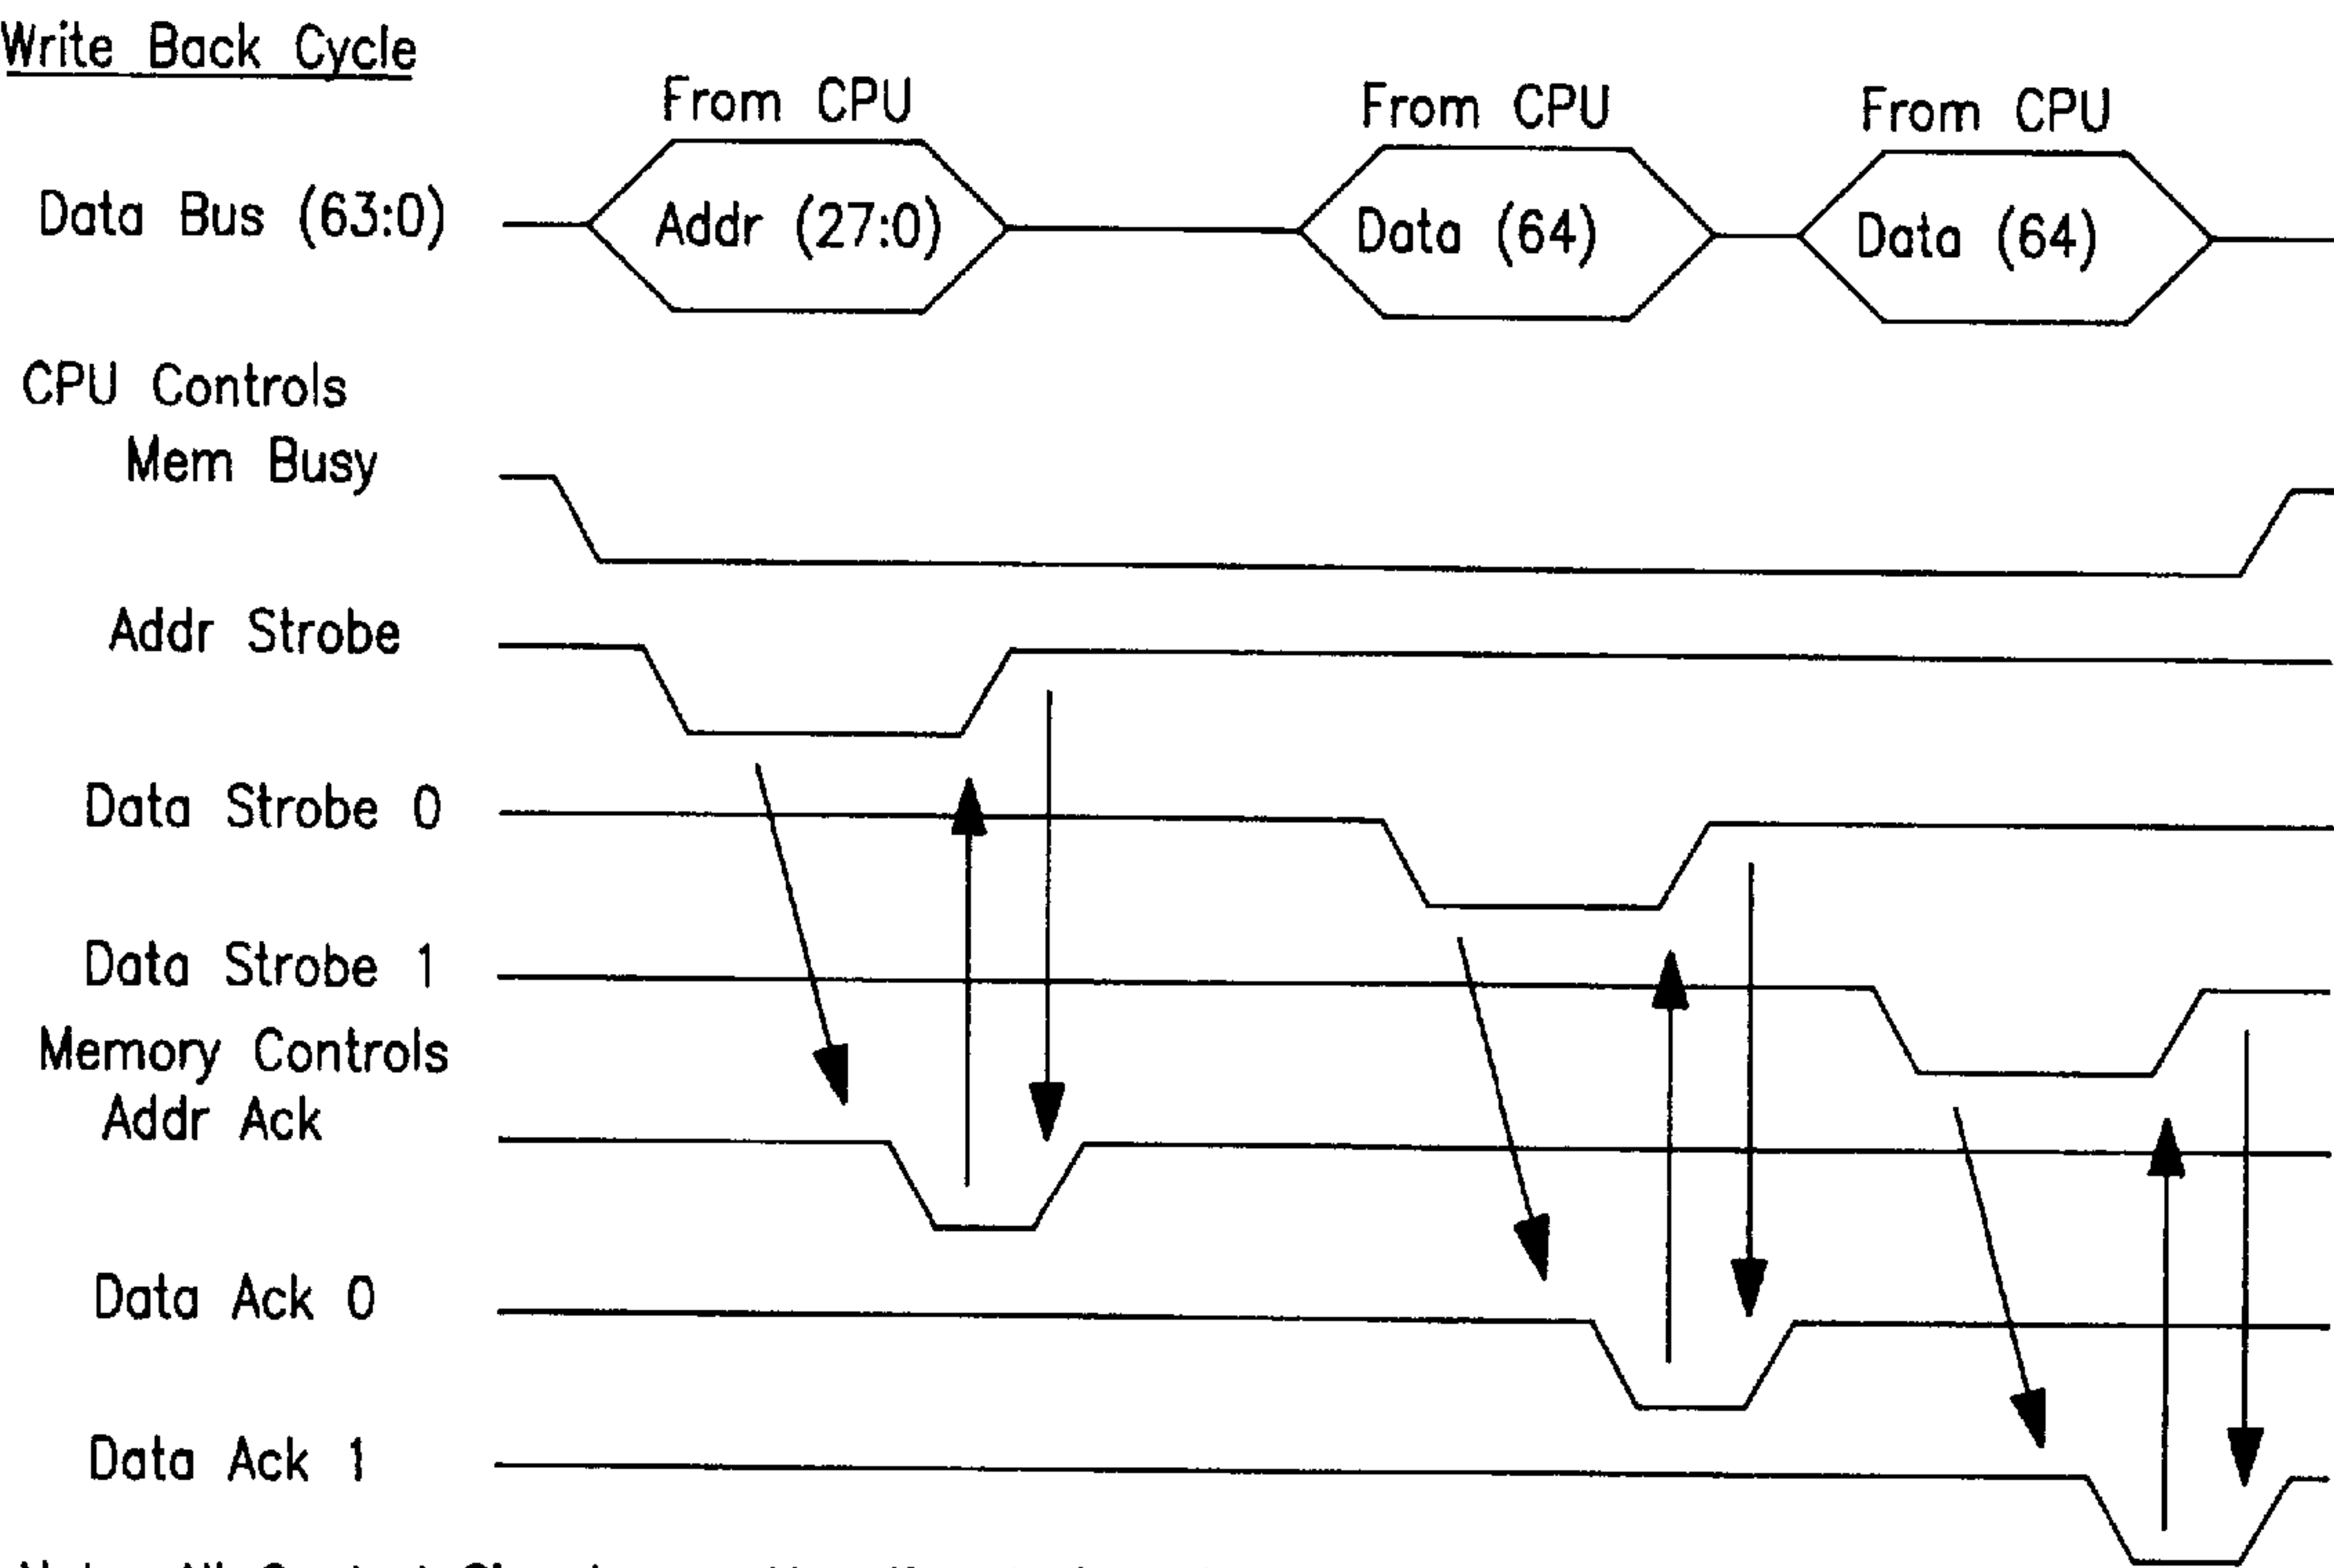 Write Back Cycle
From CPU From CPU From CPU
Data Bus (63:0) Addr (27:0) Data (64) Data (64)
CPU Controls
Mem Busy
Addr Strobe
Data Strobe 0
Data Strobe 1
Memory Controls
Addr Ack
Data Ack 0
Data Ack 1